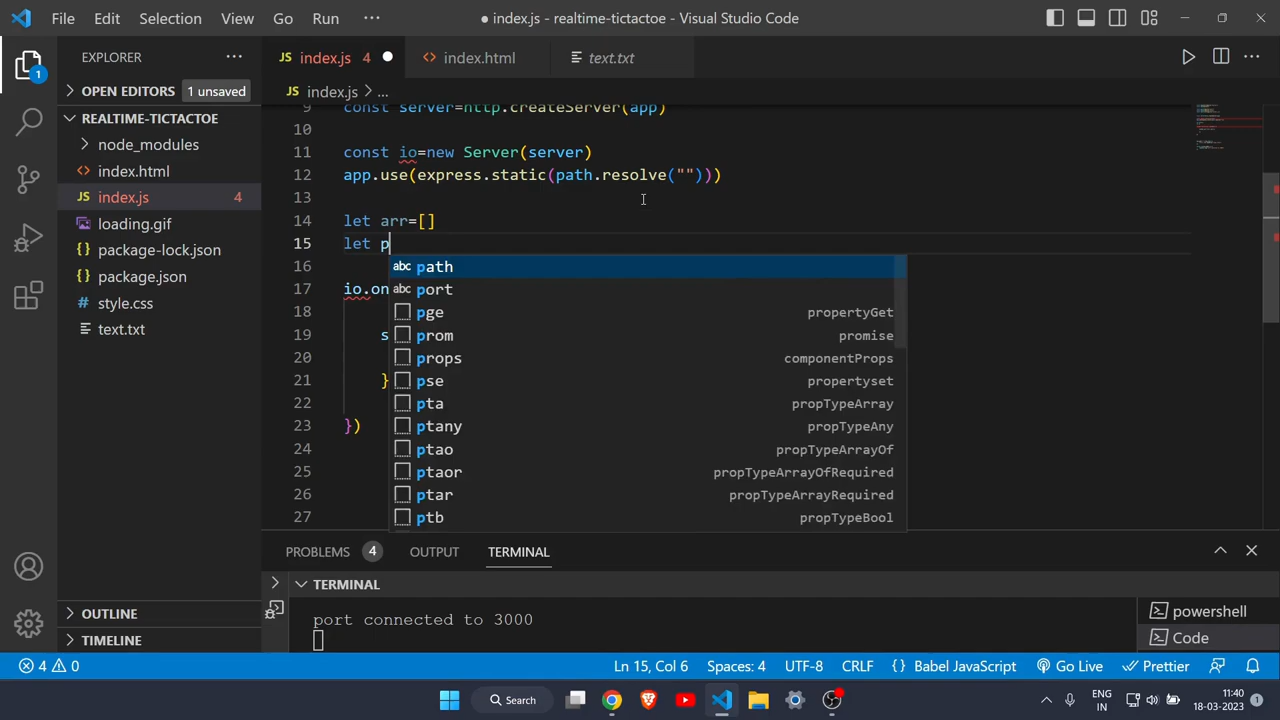 File Edit Selection View Go Run ··· ● index.js - realtime-tictactoe - Visual Studio Code
EXPLORER ···
JS index.js 4 ●
<> index.html
text.txt
1
OPEN EDITORS 1 unsaved
JS index.js > ...
REALTIME-TICTACTOE
node_modules
<> index.html
JS index.js 4
loading.gif
{} package-lock.json
{} package.json
# style.css
text.txt
OUTLINE
TIMELINE
9 const server=http.createServer(app)
10
11 const io=new Server(server)
12 app.use(express.static(path.resolve("")))
13
14 let arr=[]
15 let p
16
17 io.on
18
19 s
20
21 }
22
23 })
24
25
26
27
abc path
abc port
pge propertyGet
prom promise
props componentProps
pse propertyset
pta propTypeArray
ptany propTypeAny
ptao propTypeArrayOf
ptaor propTypeArrayOfRequired
ptar propTypeArrayRequired
ptb propTypeBool
PROBLEMS 4 OUTPUT TERMINAL
TERMINAL
port connected to 3000
powershell
Code
4 0 Ln 15, Col 6 Spaces: 4 UTF-8 CRLF {} Babel JavaScript Go Live Prettier
Search
ENG
IN
11:40
18-03-2023
1